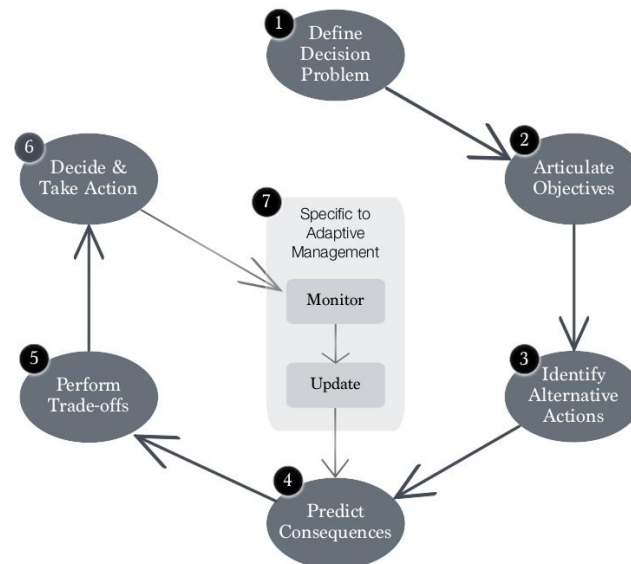 1
Define
Decision
Problem
2
Articulate
Objectives
3
Identify
Alternative
Actions
4
Predict
Consequences
5
Perform
Trade-offs
6
Decide &
Take Action
7
Specific to
Adaptive
Management
Monitor
Update